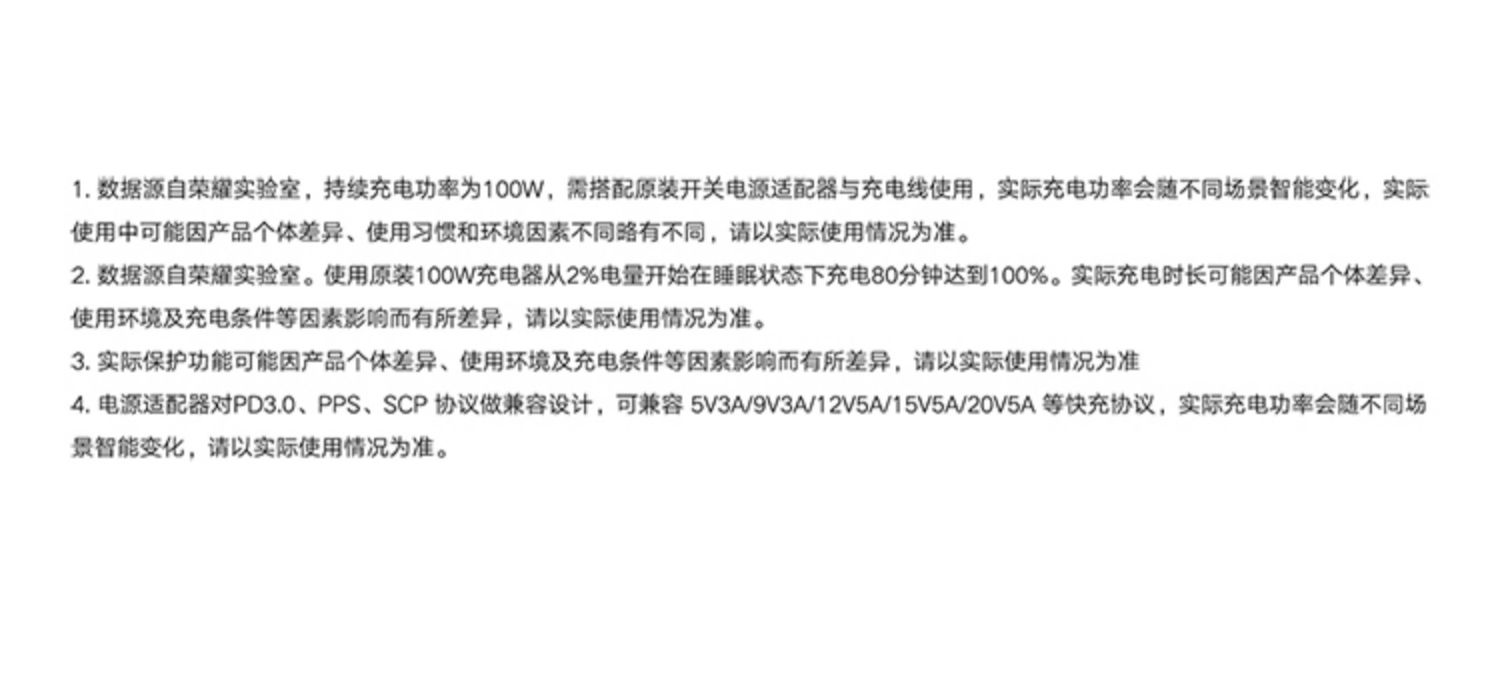 1. 数据源自荣耀实验室，持续充电功率为100W，需搭配原装开关电源适配器与充电线使用，实际充电功率会随不同场景智能变化，实际
使用中可能因产品个体差异、使用习惯和环境因素不同略有不同，请以实际使用情况为准。
2. 数据源自荣耀实验室。使用原装100W充电器从2%电量开始在睡眠状态下充电80分钟达到100%。实际充电时长可能因产品个体差异、
使用环境及充电条件等因素影响而有所差异，请以实际使用情况为准。
3. 实际保护功能可能因产品个体差异、使用环境及充电条件等因素影响而有所差异，请以实际使用情况为准
4. 电源适配器对PD3.0、PPS、SCP 协议做兼容设计，可兼容 5V3A/9V3A/12V5A/15V5A/20V5A 等快充协议，实际充电功率会随不同场
景智能变化，请以实际使用情况为准。